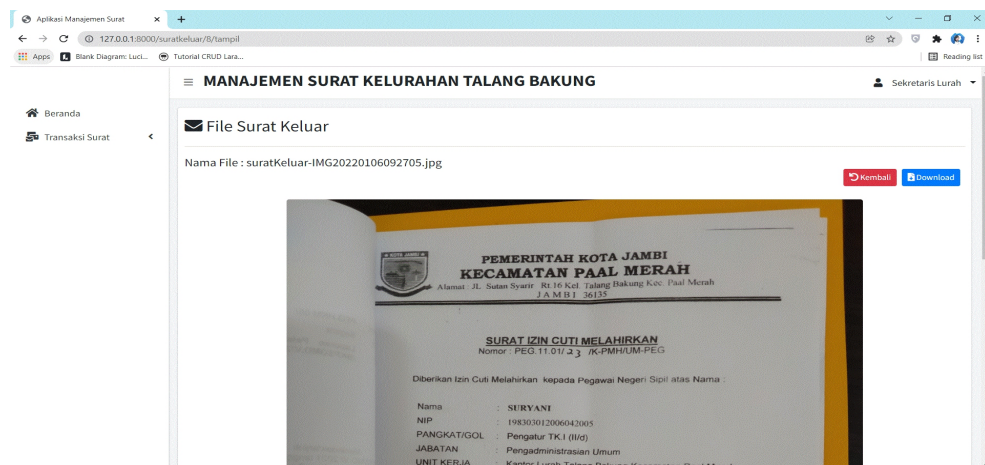 Aplikasi Manajemen Surat
127.0.0.1:8000/suratkeluar/8/tampil
Apps Blank Diagram: Luci... Tutorial CRUD Lara... Reading list
MANAJEMEN SURAT KELURAHAN TALANG BAKUNG Sekretaris Lurah
Beranda
Transaksi Surat
File Surat Keluar
Nama File : suratKeluar-IMG20220106092705.jpg
Kembali Download
PEMERINTAH KOTA JAMBI
KECAMATAN PAAL MERAH
Alamat : JL. Sutan Syarir Rt.16 Kel. Talang Bakung Kec. Paal Merah
J A M B I 36135
SURAT IZIN CUTI MELAHIRKAN
Nomor : PEG.11.01/ 23 /K-PMH/UM-PEG
Diberikan Izin Cuti Melahirkan kepada Pegawai Negeri Sipil atas Nama :
Nama : SURYANI
NIP : 198303012006042005
PANGKAT/GOL : Pengatur TK.I (II/d)
JABATAN : Pengadministrasian Umum
UNIT KERJA : Kantor Lurah Talang Bakung Kecamatan